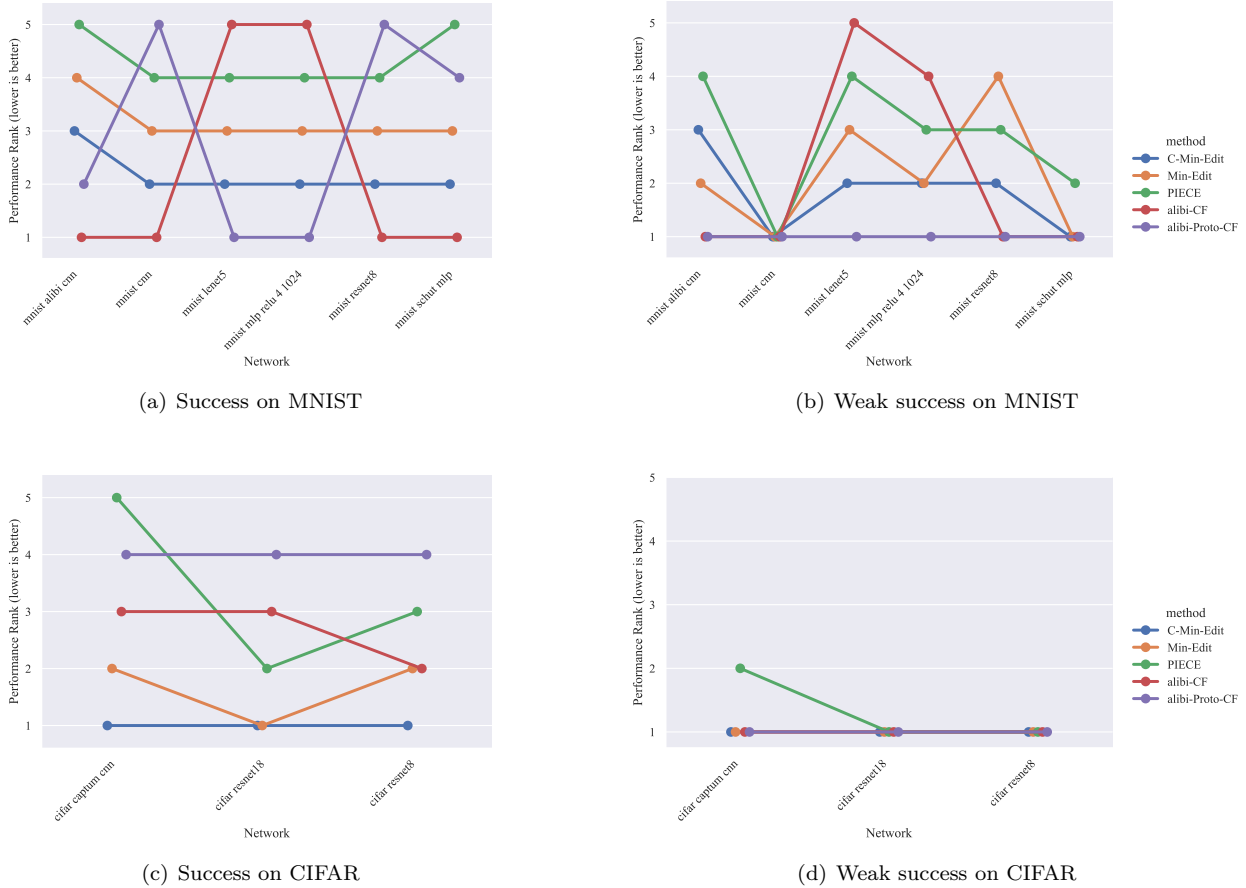 Performance Rank (lower is better)
5
4
3
2
1
mnist alibi cnn
mnist cnn
mnist lenet5
mnist mlp relu 4 1024
mnist resnet8
mnist schut mlp
Network
(a) Success on MNIST
Performance Rank (lower is better)
5
4
3
2
1
mnist alibi cnn
mnist cnn
mnist lenet5
mnist mlp relu 4 1024
mnist resnet8
mnist schut mlp
Network
method
C-Min-Edit
Min-Edit
PIECE
alibi-CF
alibi-Proto-CF
(b) Weak success on MNIST
Performance Rank (lower is better)
5
4
3
2
1
cifar captum cnn
cifar resnet18
cifar resnet8
Network
(c) Success on CIFAR
Performance Rank (lower is better)
5
4
3
2
1
cifar captum cnn
cifar resnet18
cifar resnet8
Network
method
C-Min-Edit
Min-Edit
PIECE
alibi-CF
alibi-Proto-CF
(d) Weak success on CIFAR